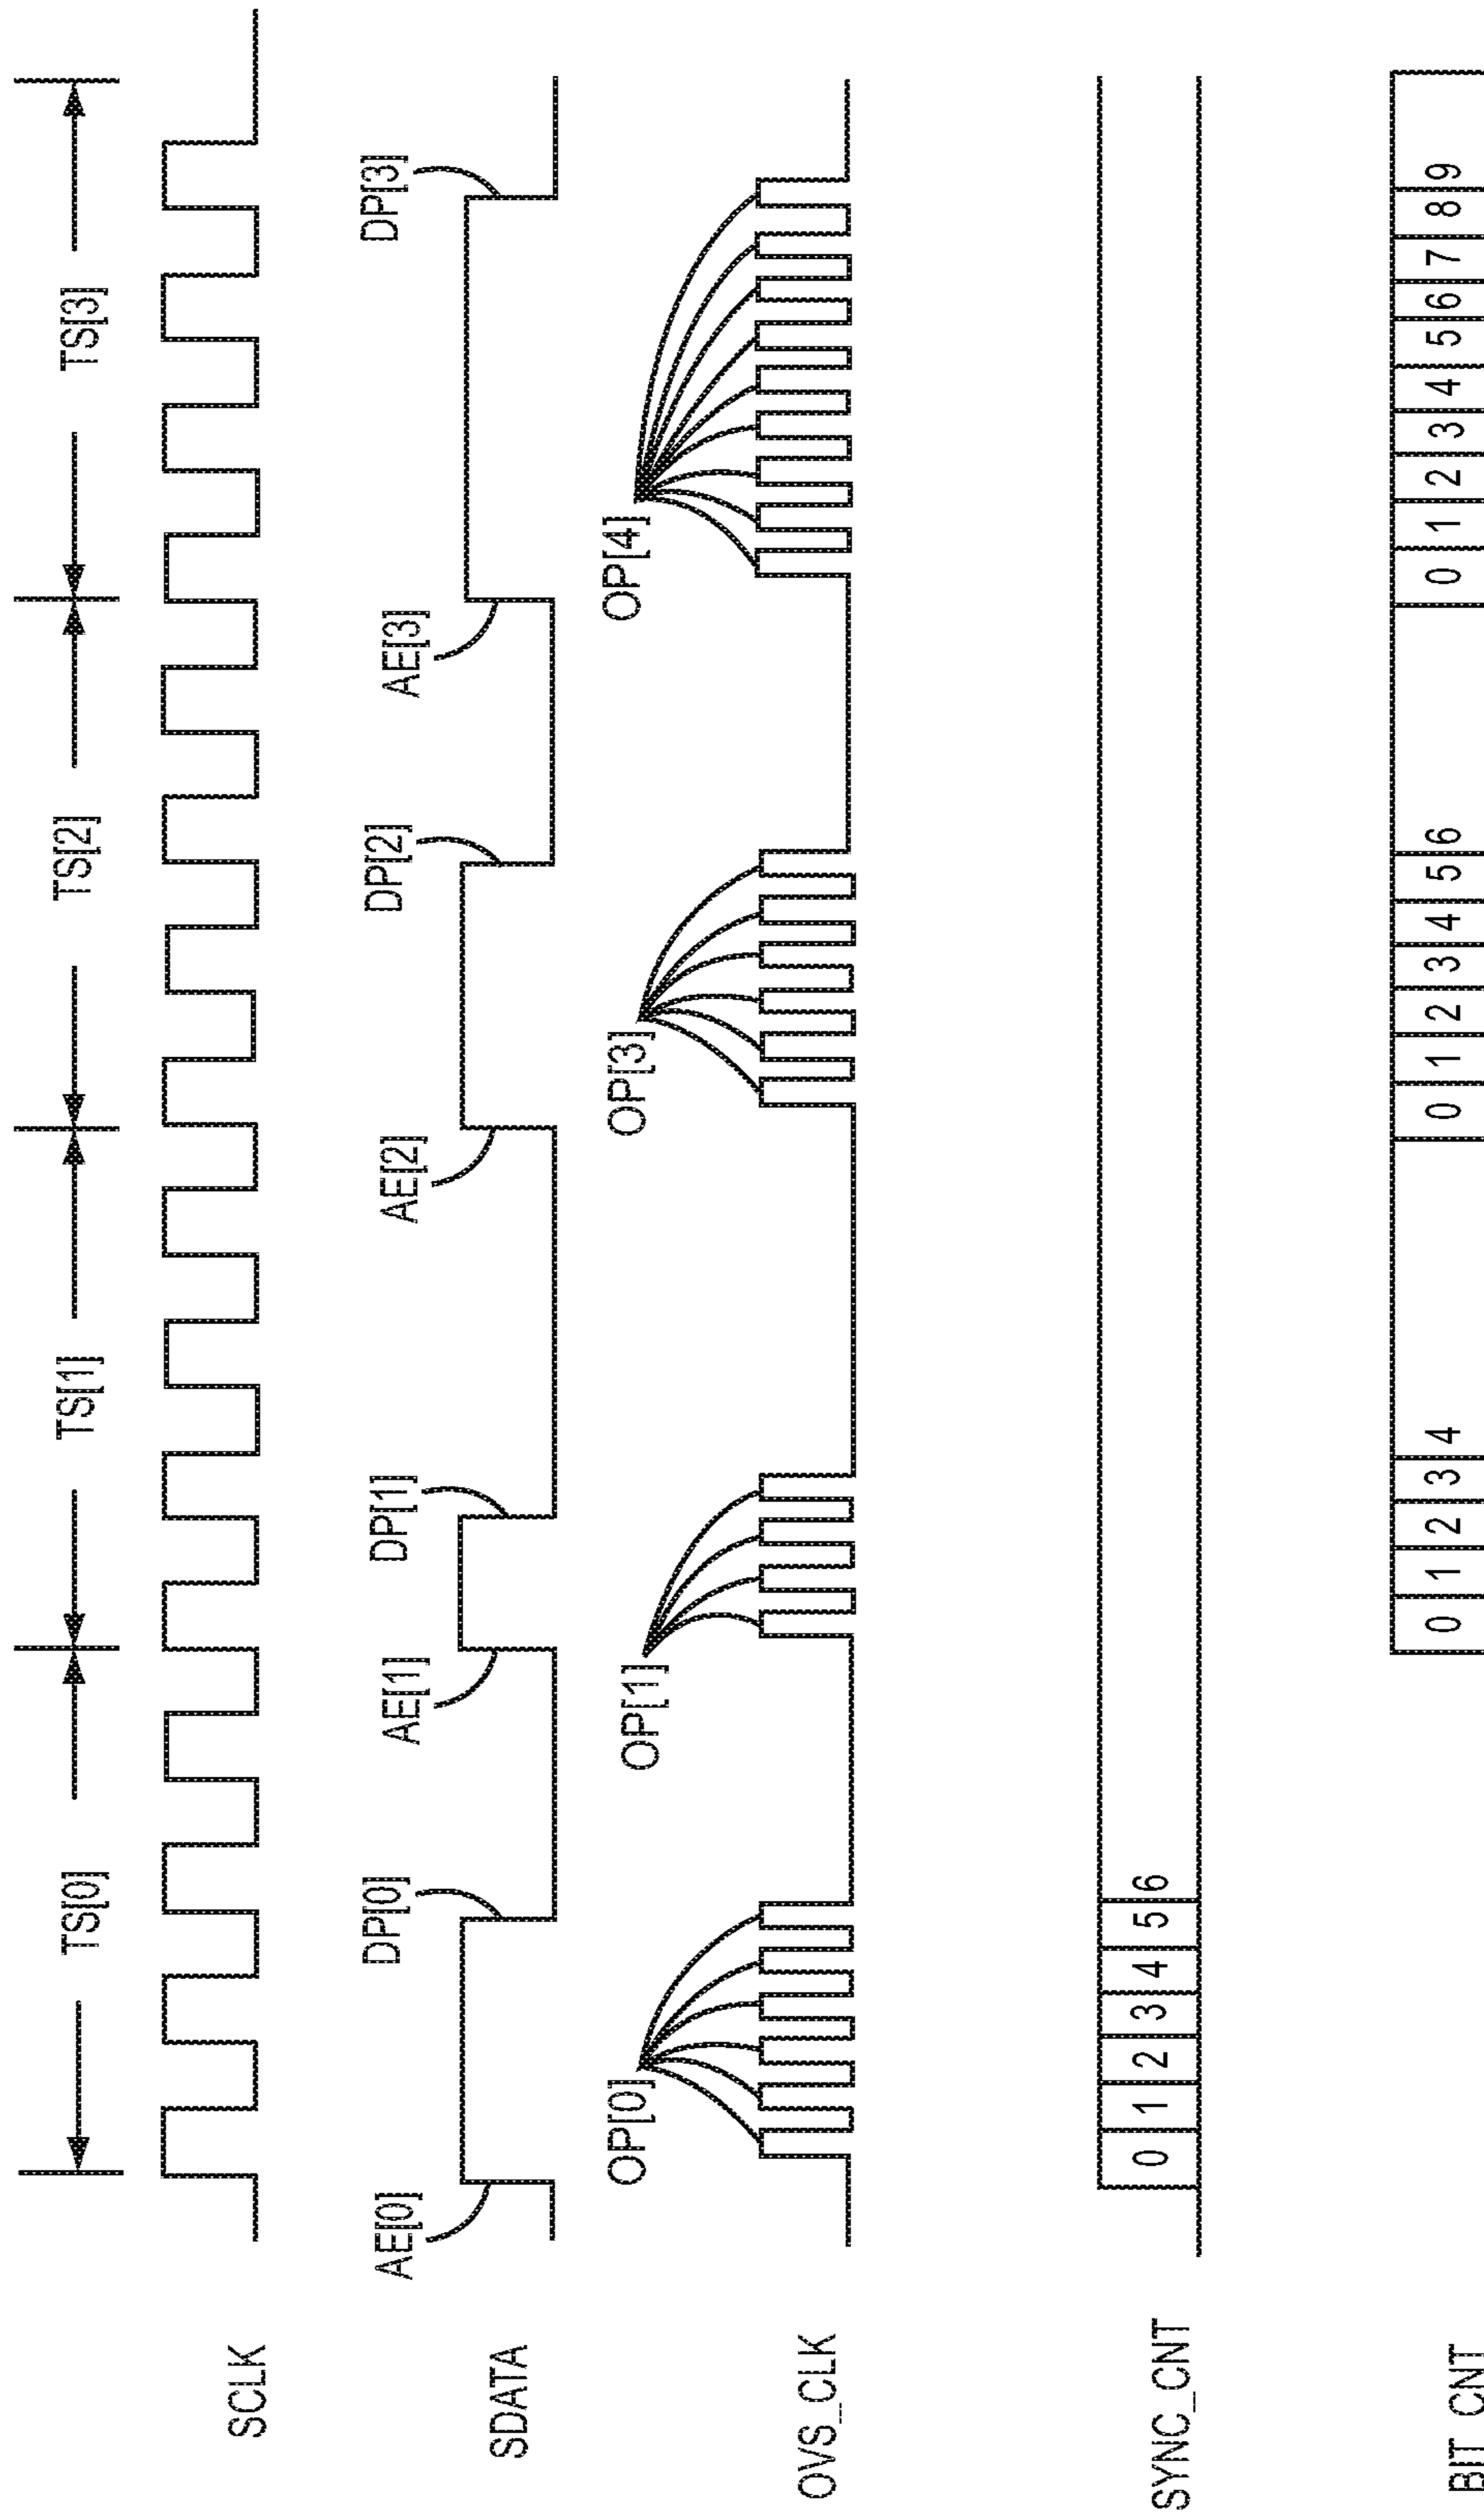 TS[0] TS[1] TS[2] TS[3]
SCLK
SDATA
AE[0] DP[0] AE[1] DP[1] AE[2] DP[2] AE[3] DP[3]
OVS_CLK
OP[0] OP[1] OP[3] OP[4]
SYNC_CNT
0 1 2 3 4 5 6
BIT_CNT
0 1 2 3 4 0 1 2 3 4 5 6 0 1 2 3 4 5 6 7 8 9